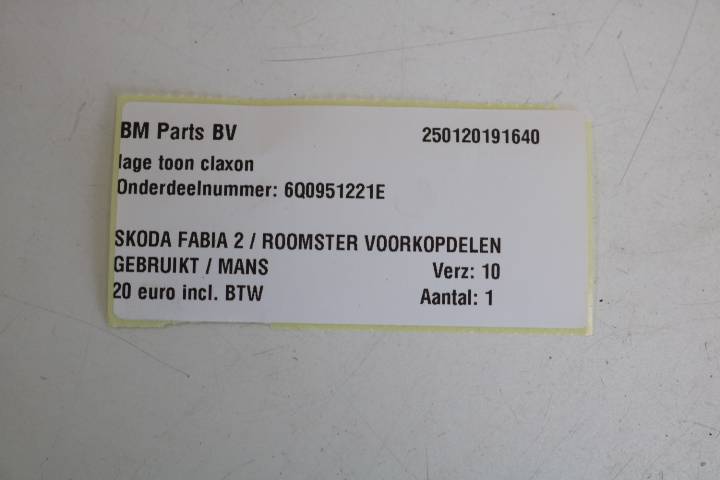 BM Parts BV 250120191640
lage toon claxon
Onderdeelnummer: 6Q0951221E
SKODA FABIA 2 / ROOMSTER VOORKOPDELEN
GEBRUIKT / MANS Verz: 10
20 euro incl. BTW Aantal: 1